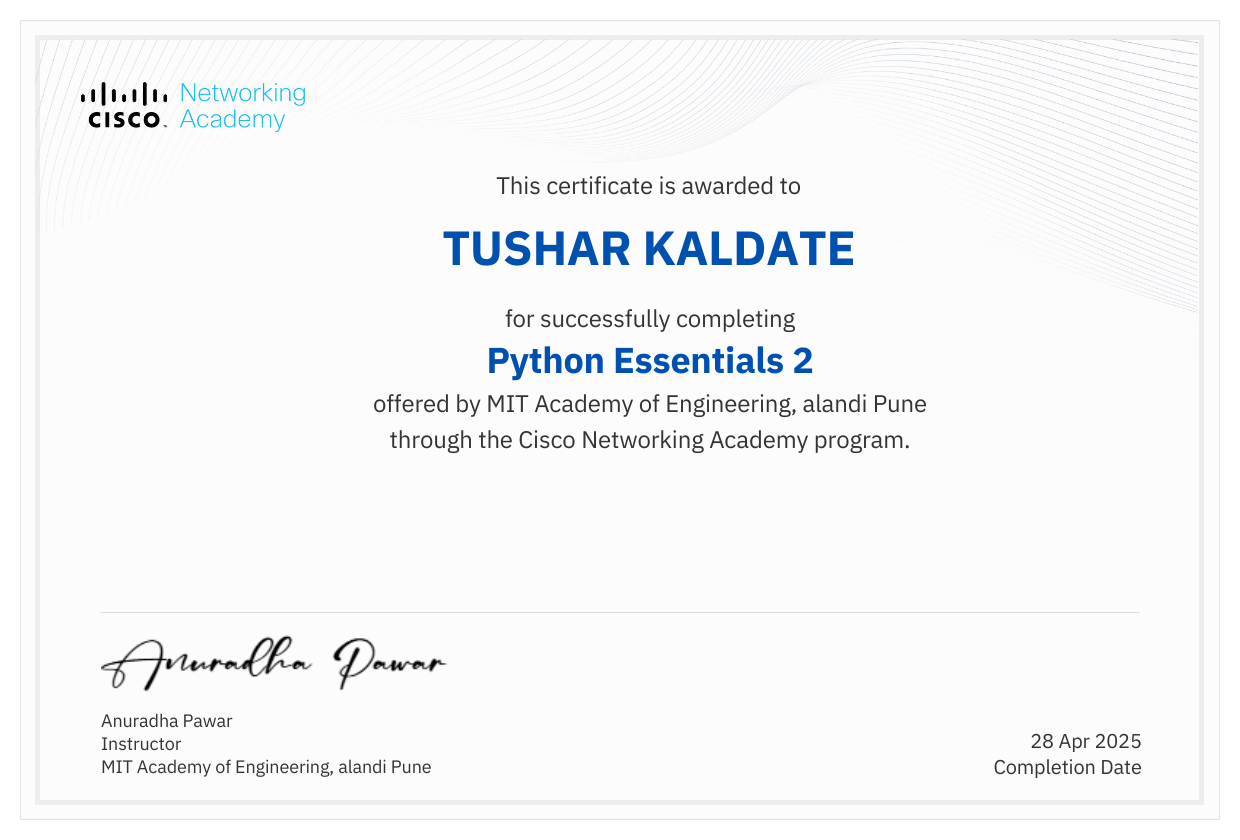 CISCO Networking
Academy
This certificate is awarded to
TUSHAR KALDATE
for successfully completing
Python Essentials 2
offered by MIT Academy of Engineering, alandi Pune
through the Cisco Networking Academy program.
Anuradha Pawar
Anuradha Pawar
Instructor
MIT Academy of Engineering, alandi Pune
28 Apr 2025
Completion Date